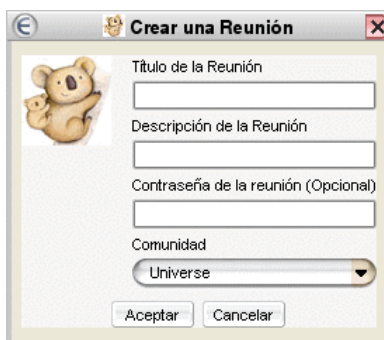 Crear una Reunión
Título de la Reunión
Descripción de la Reunión
Contraseña de la reunión (Opcional)
Comunidad
Universe
Aceptar Cancelar